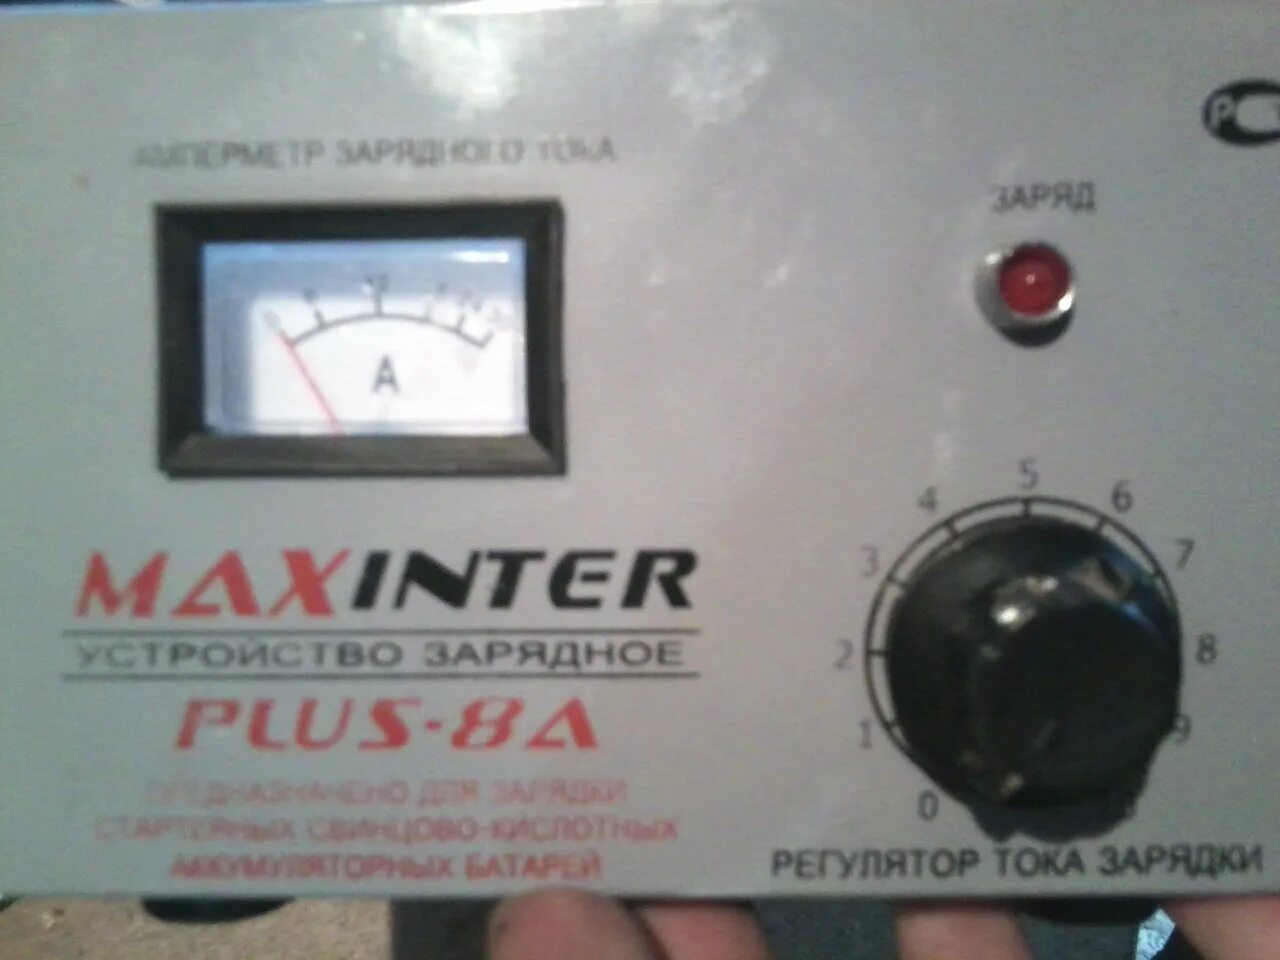 АМПЕРМЕТР ЗАРЯДНОГО ТОКА
ЗАРЯД
0
A
MAXINTER
УСТРОЙСТВО ЗАРЯДНОЕ
PLUS-8A
ПРЕДНАЗНАЧЕНО ДЛЯ ЗАРЯДКИ
СТАРТЕРНЫХ СВИНЦОВО-КИСЛОТНЫХ
АККУМУЛЯТОРНЫХ БАТАРЕЙ
0 1 2 3 4 5 6 7 8 9
РЕГУЛЯТОР ТОКА ЗАРЯДКИ